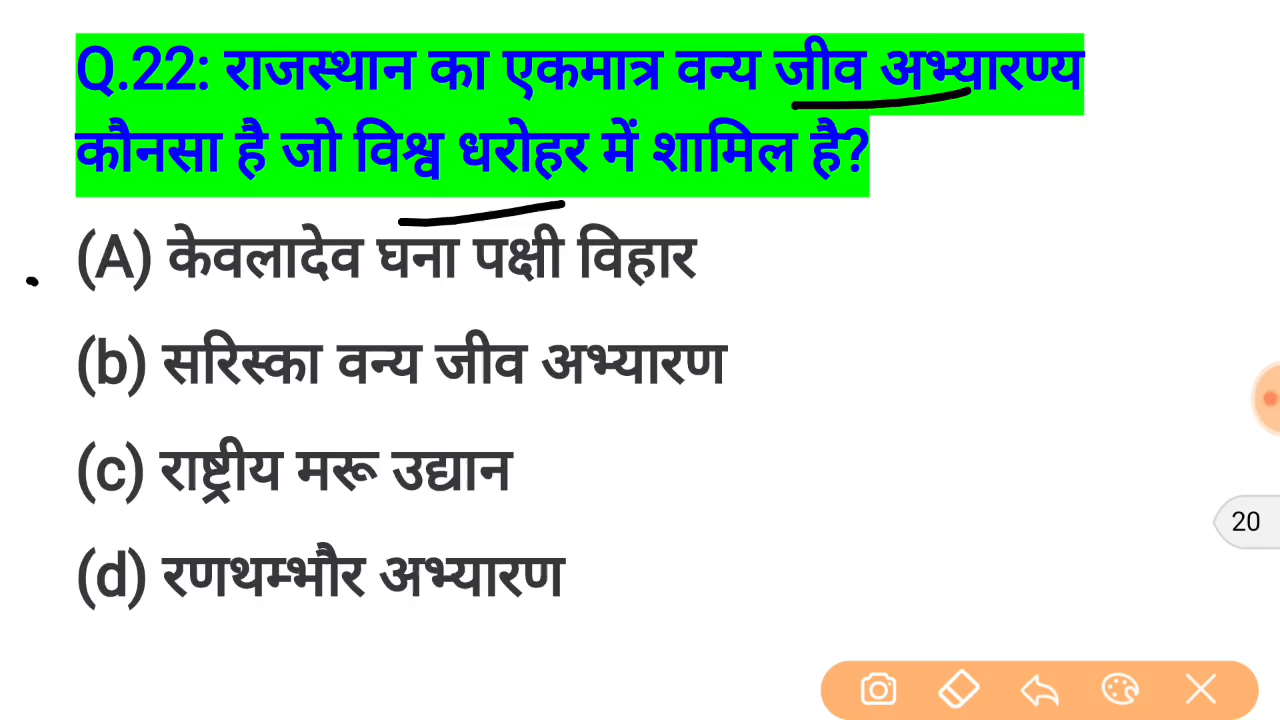 Q.22: राजस्थान का एकमात्र वन्य जीव अभ्यारण्य
कौनसा है जो विश्व धरोहर में शामिल है?
(A) केवलादेव घना पक्षी विहार
(b) सरिस्का वन्य जीव अभ्यारण
(c) राष्ट्रीय मरू उद्यान
20
(d) रणथम्भौर अभ्यारण